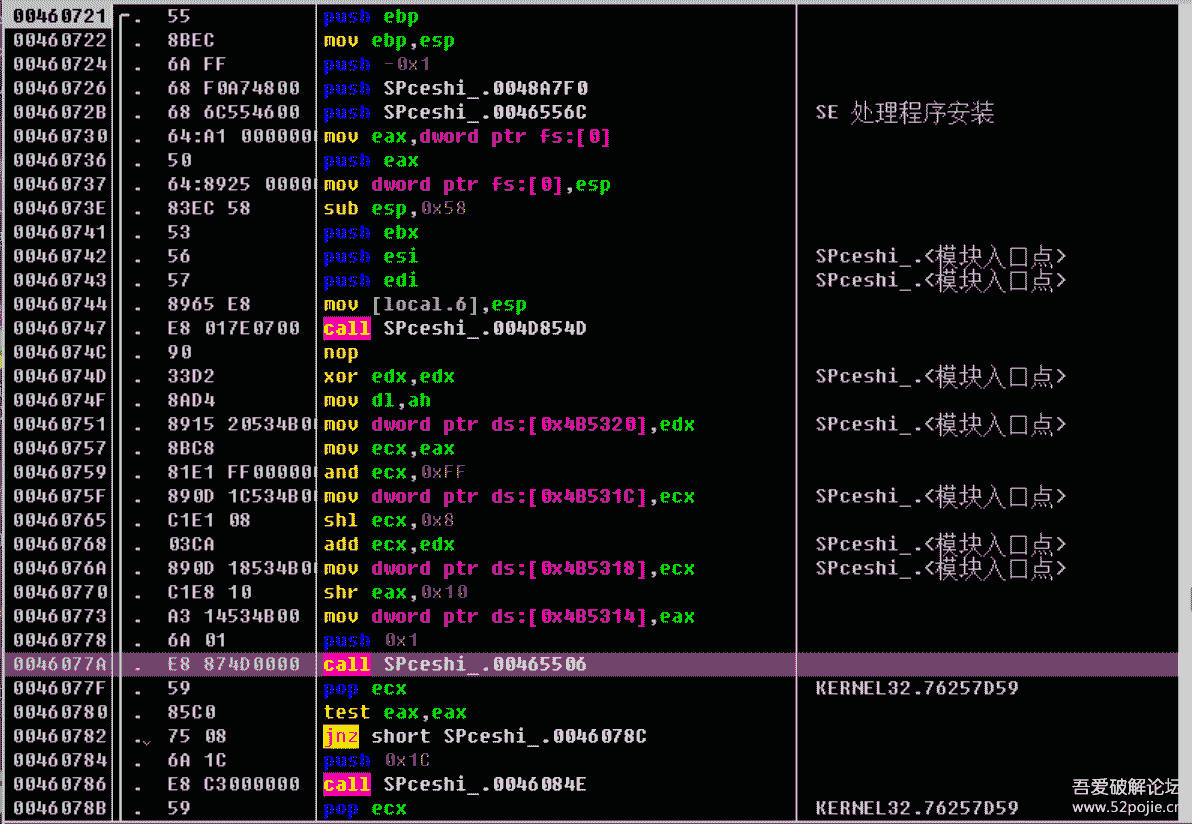 00460721 . 55 push ebp
00460722 . 8BEC mov ebp,esp
00460724 . 6A FF push -0x1
00460726 . 68 F0A74800 push SPceshi_.0048A7F0
0046072B . 68 6C554600 push SPceshi_.0046556C SE 处理程序安装
00460730 . 64:A1 0000000 mov eax,dword ptr fs:[0]
00460736 . 50 push eax
00460737 . 64:8925 0000 mov dword ptr fs:[0],esp
0046073E . 83EC 58 sub esp,0x58
00460741 . 53 push ebx
00460742 . 56 push esi SPceshi_.<模块入口点>
00460743 . 57 push edi SPceshi_.<模块入口点>
00460744 . 8965 E8 mov [local.6],esp
00460747 . E8 017E0700 call SPceshi_.004D854D
0046074C . 90 nop
0046074D . 33D2 xor edx,edx SPceshi_.<模块入口点>
0046074F . 8AD4 mov dl,ah
00460751 . 8915 20534B0 mov dword ptr ds:[0x4B5320],edx SPceshi_.<模块入口点>
00460757 . 8BC8 mov ecx,eax
00460759 . 81E1 FF00000 and ecx,0xFF
0046075F . 890D 1C534B0 mov dword ptr ds:[0x4B531C],ecx SPceshi_.<模块入口点>
00460765 . C1E1 08 shl ecx,0x8
00460768 . 03CA add ecx,edx SPceshi_.<模块入口点>
0046076A . 890D 18534B0 mov dword ptr ds:[0x4B5318],ecx SPceshi_.<模块入口点>
00460770 . C1E8 10 shr eax,0x10
00460773 . A3 14534B00 mov dword ptr ds:[0x4B5314],eax
00460778 . 6A 01 push 0x1
0046077A . E8 874D0000 call SPceshi_.00465506
0046077F . 59 pop ecx KERNEL32.76257D59
00460780 . 85C0 test eax,eax
00460782 . 75 08 jnz short SPceshi_.0046078C
00460784 . 6A 1C push 0x1C
00460786 . E8 C3000000 call SPceshi_.0046084E
0046078B . 59 pop ecx KERNEL32.76257D59
吾爱破解论坛
www.52pojie.cn